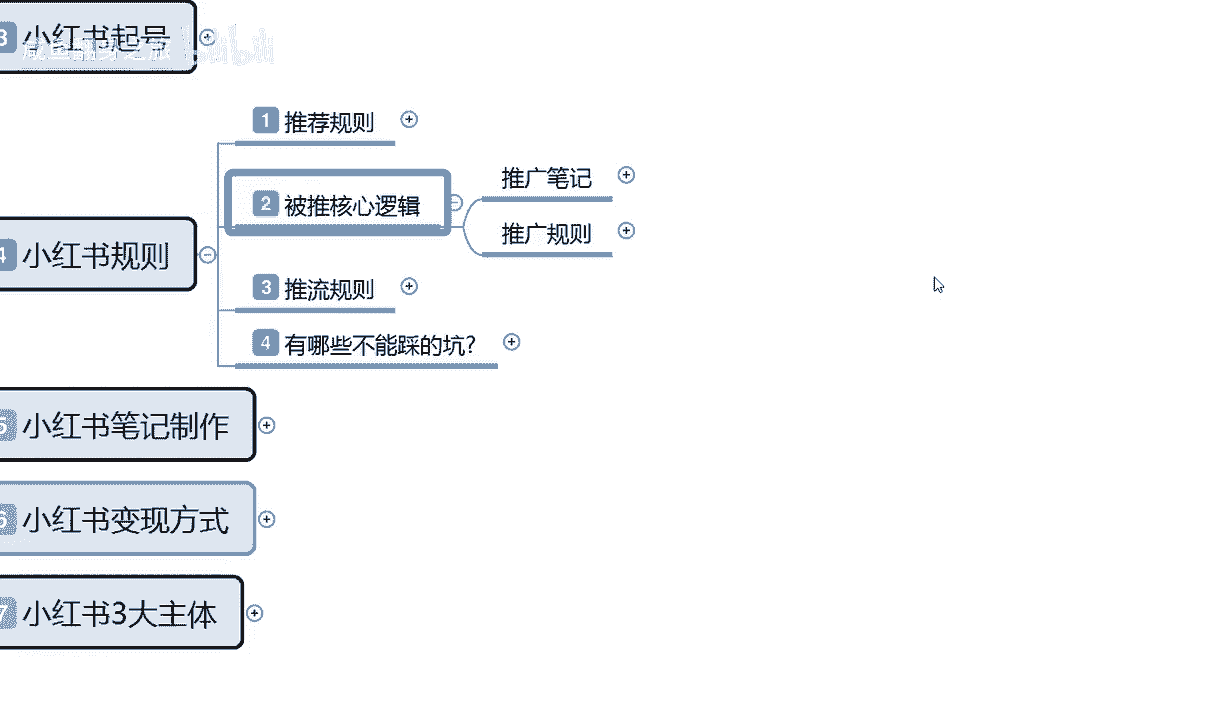 3 小红书起号
bilibili
1 推荐规则
2 被推核心逻辑
推广笔记
推广规则
4 小红书规则
3 推流规则
4 有哪些不能踩的坑?
5 小红书笔记制作
6 小红书变现方式
7 小红书3大主体